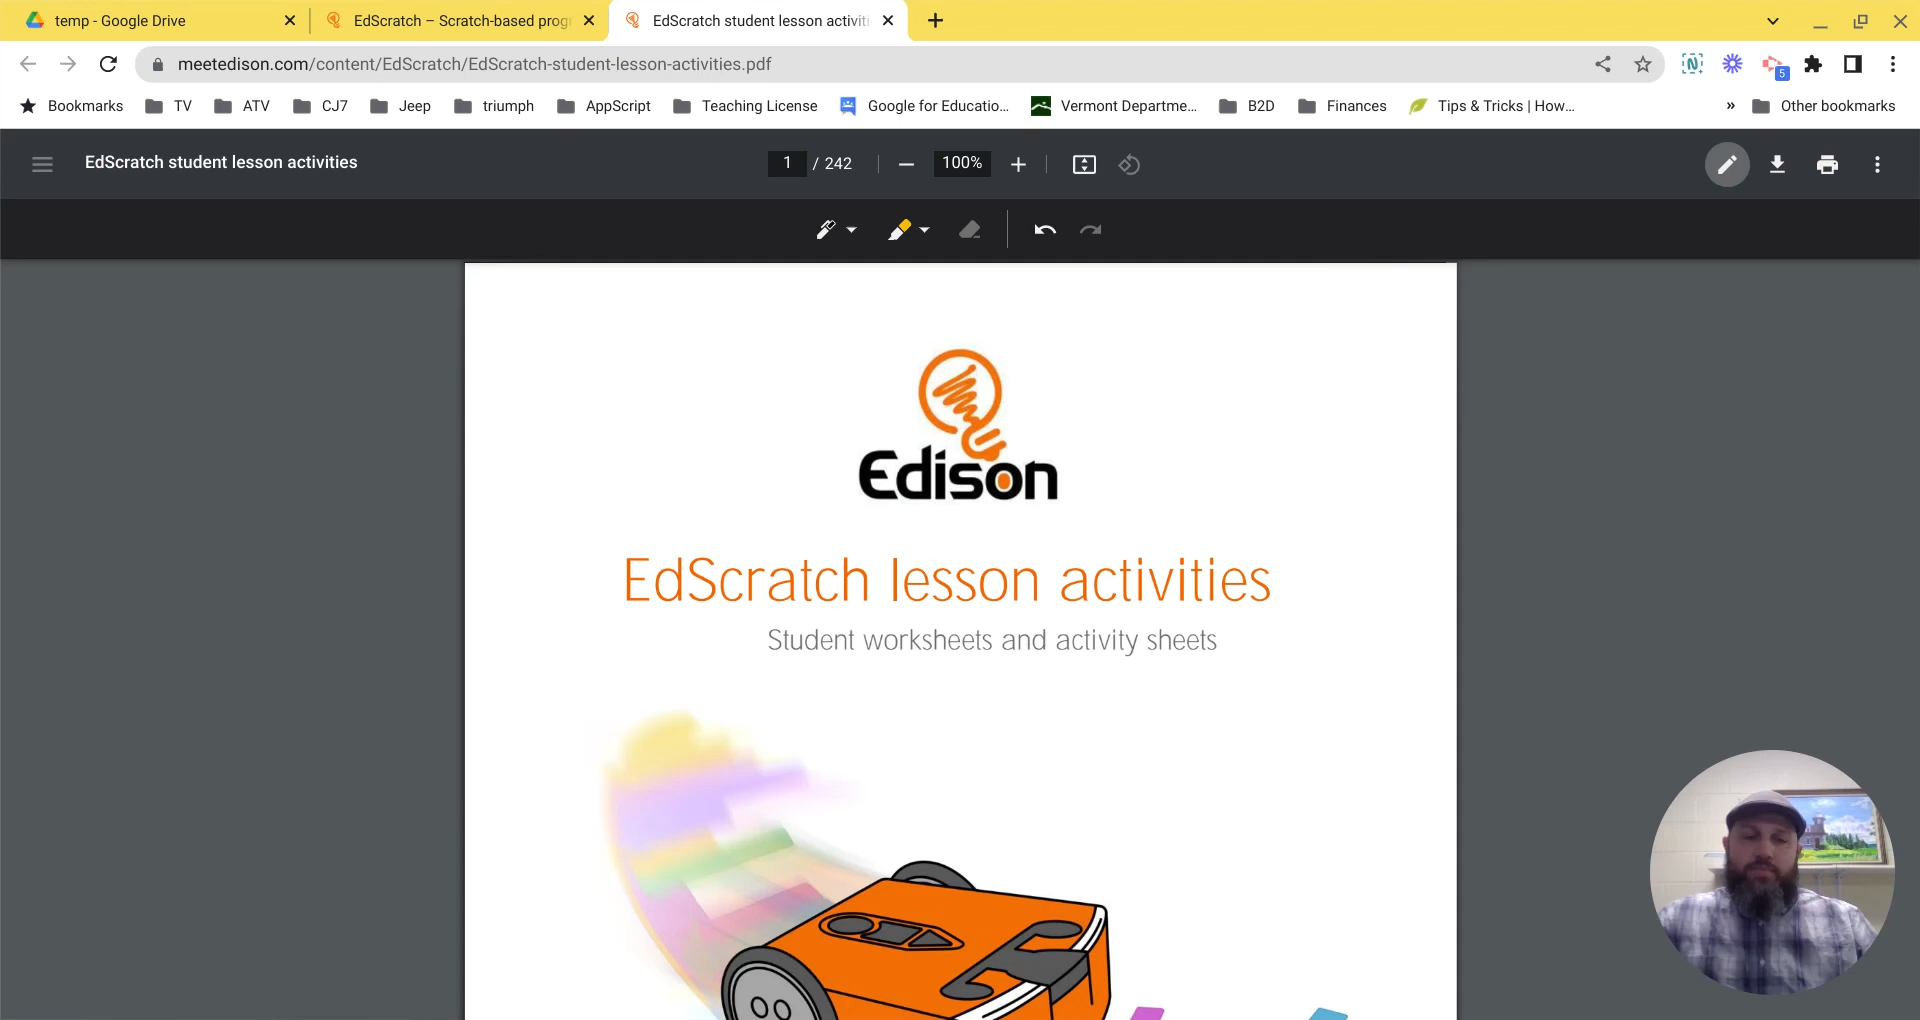 temp - Google Drive
EdScratch – Scratch-based prog
EdScratch student lesson activiti
meetedison.com/content/EdScratch/EdScratch-student-lesson-activities.pdf
5
Bookmarks TV ATV CJ7 Jeep triumph AppScript Teaching License Google for Educatio... Vermont Departme... B2D Finances Tips & Tricks | How... » Other bookmarks
EdScratch student lesson activities
1 / 242
100%
Edison
EdScratch lesson activities
Student worksheets and activity sheets